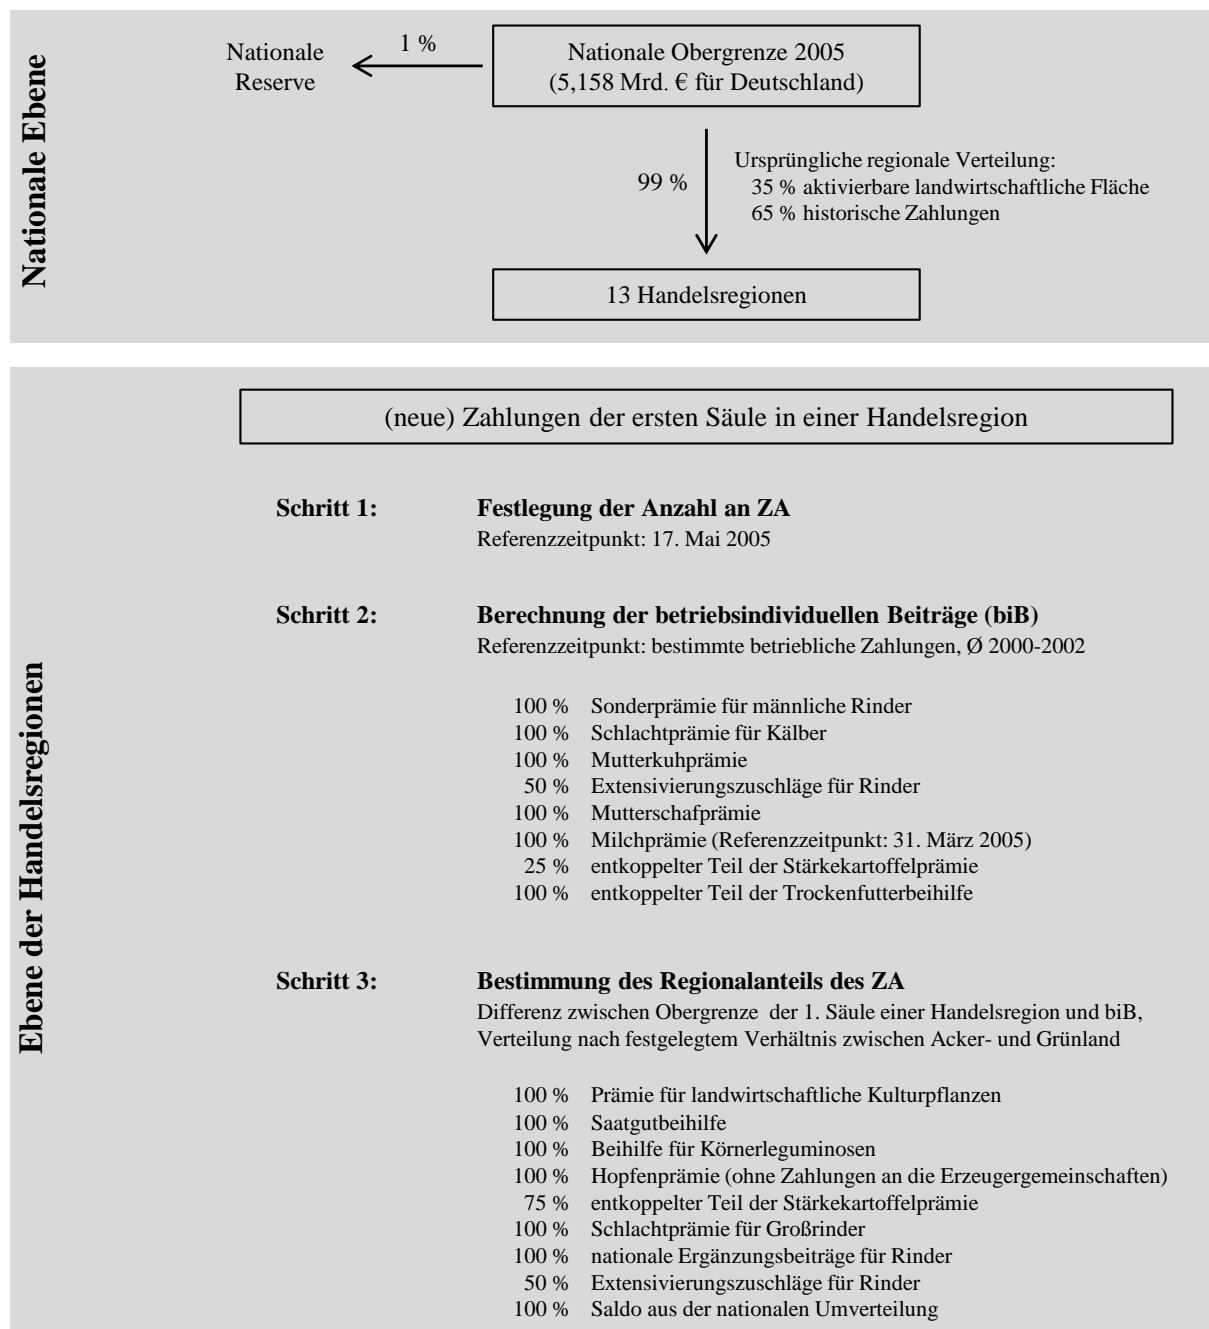 Nationale Ebene
Nationale
Reserve
1 %
Nationale Obergrenze 2005
(5,158 Mrd. € für Deutschland)
99 %
Ursprüngliche regionale Verteilung:
35 % aktivierbare landwirtschaftliche Fläche
65 % historische Zahlungen
13 Handelsregionen
Ebene der Handelsregionen
(neue) Zahlungen der ersten Säule in einer Handelsregion
Schritt 1: Festlegung der Anzahl an ZA
Referenzzeitpunkt: 17. Mai 2005
Schritt 2: Berechnung der betriebsindividuellen Beiträge (biB)
Referenzzeitpunkt: bestimmte betriebliche Zahlungen, Ø 2000-2002
100 % Sonderprämie für männliche Rinder
100 % Schlachtprämie für Kälber
100 % Mutterkuhprämie
50 % Extensivierungszuschläge für Rinder
100 % Mutterschafprämie
100 % Milchprämie (Referenzzeitpunkt: 31. März 2005)
25 % entkoppelter Teil der Stärkekartoffelprämie
100 % entkoppelter Teil der Trockenfutterbeihilfe
Schritt 3: Bestimmung des Regionalanteils des ZA
Differenz zwischen Obergrenze der 1. Säule einer Handelsregion und biB,
Verteilung nach festgelegtem Verhältnis zwischen Acker- und Grünland
100 % Prämie für landwirtschaftliche Kulturpflanzen
100 % Saatgutbeihilfe
100 % Beihilfe für Körnerleguminosen
100 % Hopfenprämie (ohne Zahlungen an die Erzeugergemeinschaften)
75 % entkoppelter Teil der Stärkekartoffelprämie
100 % Schlachtprämie für Großrinder
100 % nationale Ergänzungsbeiträge für Rinder
50 % Extensivierungszuschläge für Rinder
100 % Saldo aus der nationalen Umverteilung